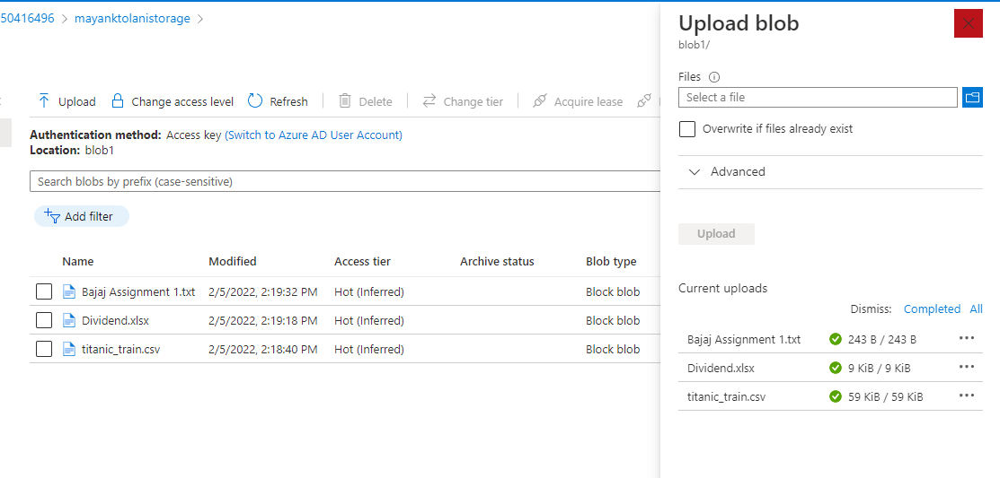 50416496 > mayanktolanistorage >
Upload Change access level Refresh Delete Change tier Acquire lease
Authentication method: Access key (Switch to Azure AD User Account)
Location: blob1
Search blobs by prefix (case-sensitive)
Add filter
Name Modified Access tier Archive status Blob type
Bajaj Assignment 1.txt 2/5/2022, 2:19:32 PM Hot (Inferred) Block blob
Dividend.xlsx 2/5/2022, 2:19:18 PM Hot (Inferred) Block blob
titanic_train.csv 2/5/2022, 2:18:40 PM Hot (Inferred) Block blob
Upload blob
blob1/
Files
Select a file
Overwrite if files already exist
Advanced
Upload
Current uploads
Dismiss: Completed All
Bajaj Assignment 1.txt 243 B / 243 B
Dividend.xlsx 9 KiB / 9 KiB
titanic_train.csv 59 KiB / 59 KiB